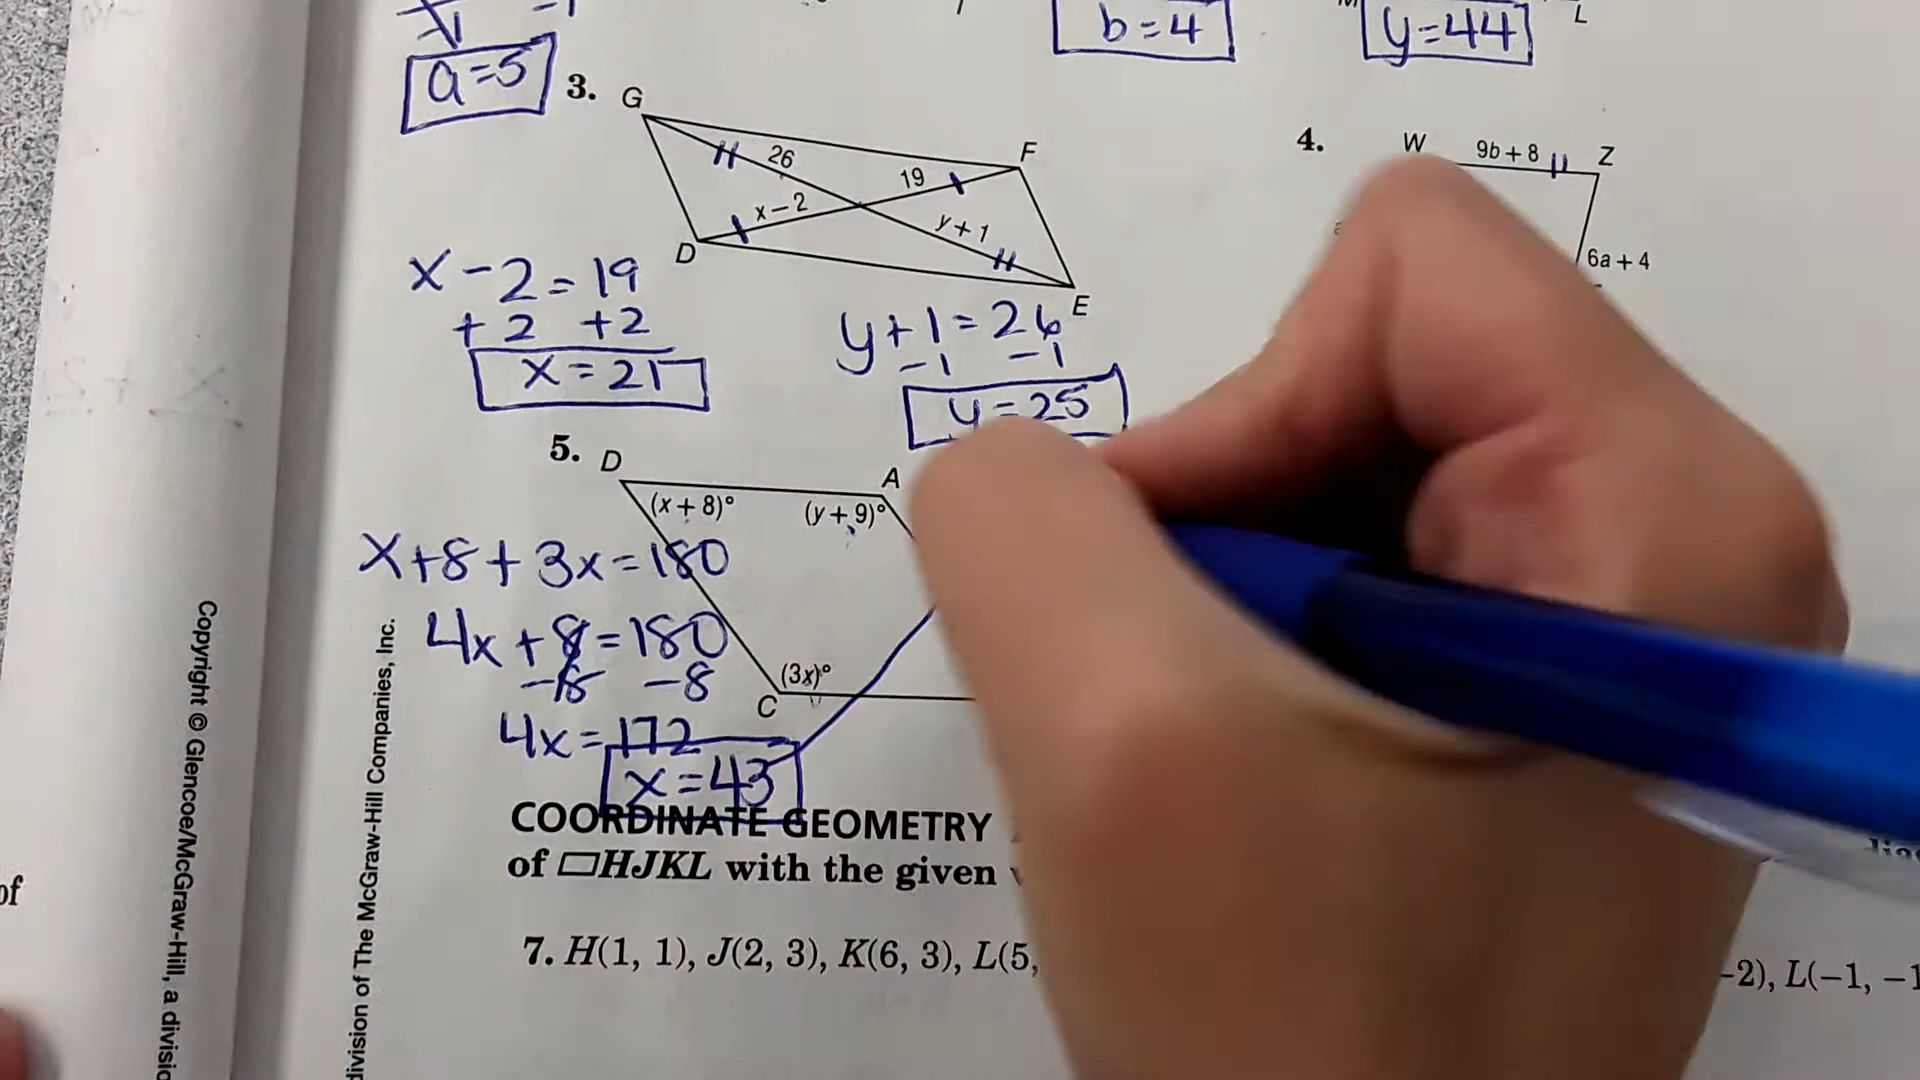 -1
a=5
b=4
L
y=44
3. G
26
F
19
x-2
y+1
D
E
x-2=19
+2 +2
x=21
y+1=26
-1 -1
y=25
4. W
9b+8
Z
6a+4
5. D
A
(x+8)°
(y+9)°
x+8+3x=180
4x+8=180
-8 -8
(3x)°
C
4x=172
x=43
COORDINATE GEOMETRY
of ▱HJKL with the given
7. H(1, 1), J(2, 3), K(6, 3), L(5,
-2), L(-1, -1
Copyright © Glencoe/McGraw-Hill, a divisio
division of The McGraw-Hill Companies, Inc.
of